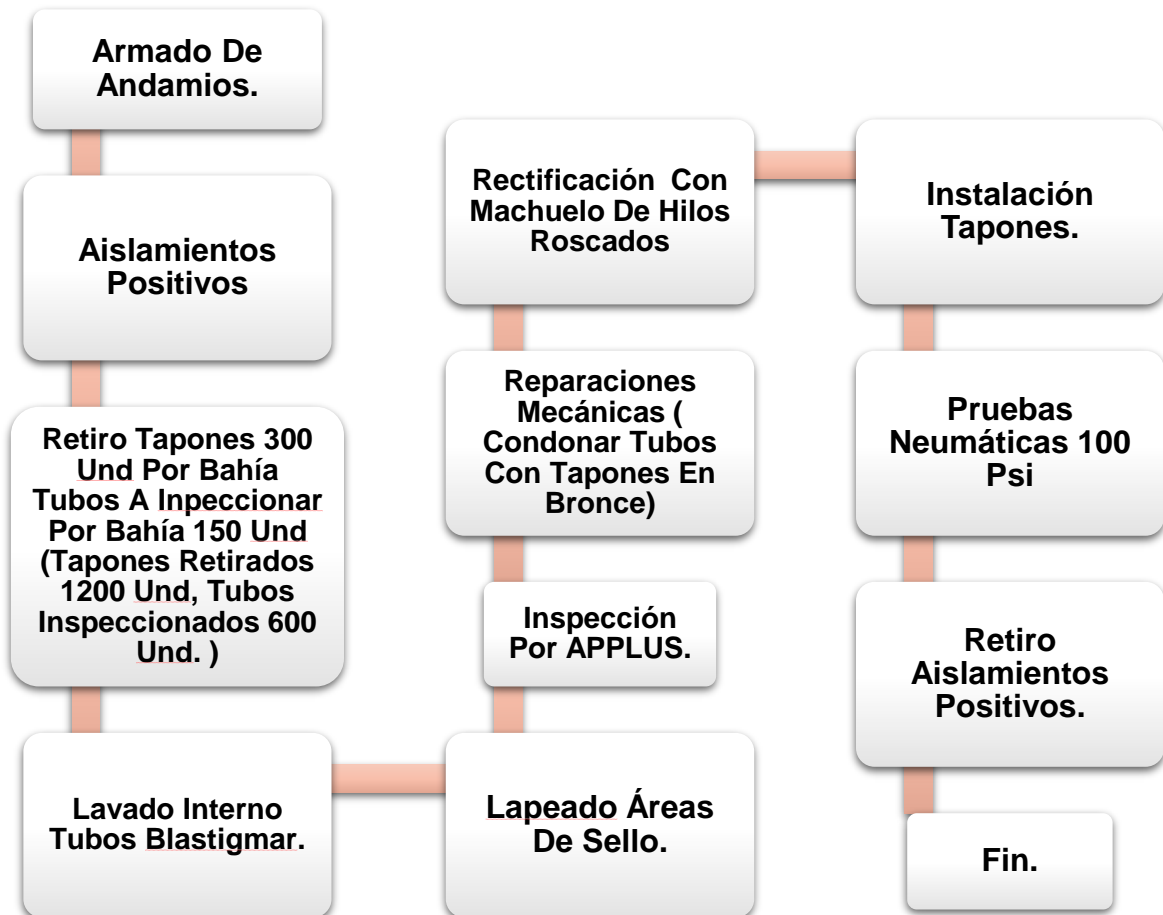 Armado De
Andamios.
Aislamientos
Positivos
Retiro Tapones 300
Und Por Bahía
Tubos A Inpeccionar
Por Bahía 150 Und
(Tapones Retirados
1200 Und, Tubos
Inspeccionados 600
Und. )
Lavado Interno
Tubos Blastigmar.
Lapeado Áreas
De Sello.
Inspección
Por APPLUS.
Reparaciones
Mecánicas (
Condonar Tubos
Con Tapones En
Bronce)
Rectificación Con
Machuelo De Hilos
Roscados
Instalación
Tapones.
Pruebas
Neumáticas 100
Psi
Retiro
Aislamientos
Positivos.
Fin.